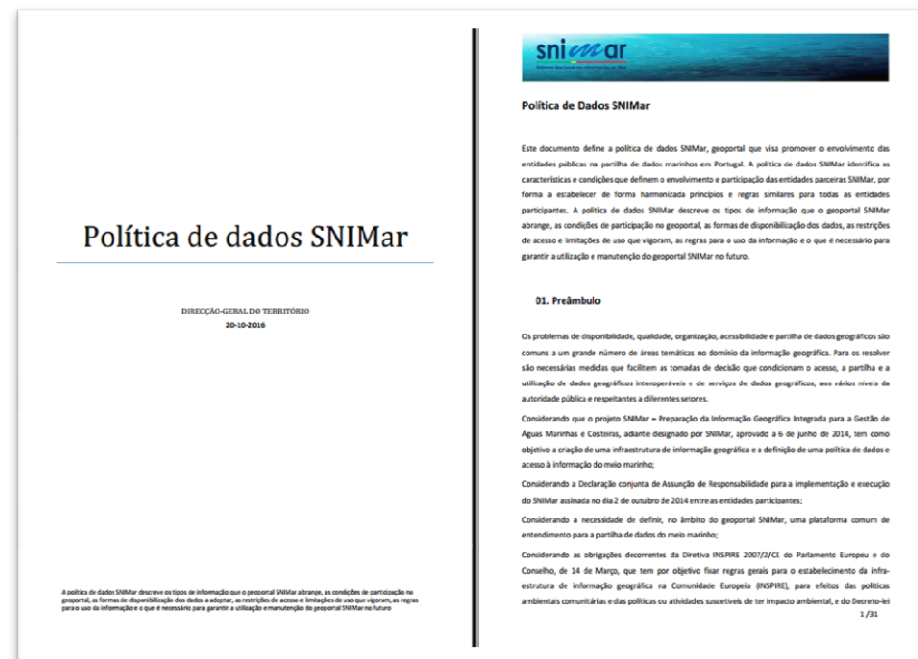 Política de dados SNIMar
DIRECÇÃO-GERAL DO TERRITÓRIO
20-10-2016
A política de dados SNIMar descreve os tipos de informação que o geoportal SNIMar abrange, as condições de participação no
geoportal, as formas de disponibilização dos dados a adoptar, as restrições de acesso e limitações de uso que vigoram, as regras
para o uso da informação e o que é necessário para garantir a utilização e manutenção do geoportal SNIMar no futuro
snimar
Política de Dados SNIMar
Este documento define a política de dados SNIMar, geoportal que visa promover o envolvimento das
entidades públicas na partilha de dados marinhos em Portugal. A política de dados SNIMar identifica as
características e condições que definem o envolvimento e participação das entidades parceiras SNIMar, por
forma a estabelecer de forma harmonizada princípios e regras similares para todas as entidades
participantes. A política de dados SNIMar descreve os tipos de informação que o geoportal SNIMar
abrange, as condições de participação no geoportal, as formas de disponibilização dos dados, as restrições
de acesso e limitações de uso que vigoram, as regras para o uso da informação e o que é necessário para
garantir a utilização e manutenção do geoportal SNIMar no futuro.
01. Preâmbulo
Os problemas de disponibilidade, qualidade, organização, acessibilidade e partilha de dados geográficos são
comuns a um grande número de áreas temáticas no domínio da informação geográfica. Para os resolver
são necessárias medidas que facilitem as tomadas de decisão que condicionam o acesso, a partilha e a
utilização de dados geográficos interoperáveis e de serviços de dados geográficos, aos vários níveis da
autoridade pública e respeitantes a diferentes setores.
Considerando que o projeto SNIMar – Preparação da Informação Geográfica Integrada para a Gestão de
Águas Marinhas e Costeiras, adiante designado por SNIMar, aprovado a 6 de junho de 2014, tem como
objetivo a criação de uma infraestrutura de informação geográfica e a definição de uma política de dados e
acesso à informação do meio marinho;
Considerando a Declaração conjunta de Assunção de Responsabilidade para a implementação e execução
do SNIMar assinada no dia 2 de outubro de 2014 entre as entidades participantes;
Considerando a necessidade de definir, no âmbito do geoportal SNIMar, uma plataforma comum de
entendimento para a partilha de dados do meio marinho;
Considerando as obrigações decorrentes da Diretiva INSPIRE 2007/2/CE do Parlamento Europeu e do
Conselho, de 14 de Março, que tem por objetivo fixar regras gerais para o estabelecimento da infra-
estrutura de informação geográfica na Comunidade Europeia (INSPIRE), para efeitos das políticas
ambientais comunitárias e das políticas ou atividades suscetíveis de ter impacto ambiental, e do Decreto-lei
1 /31